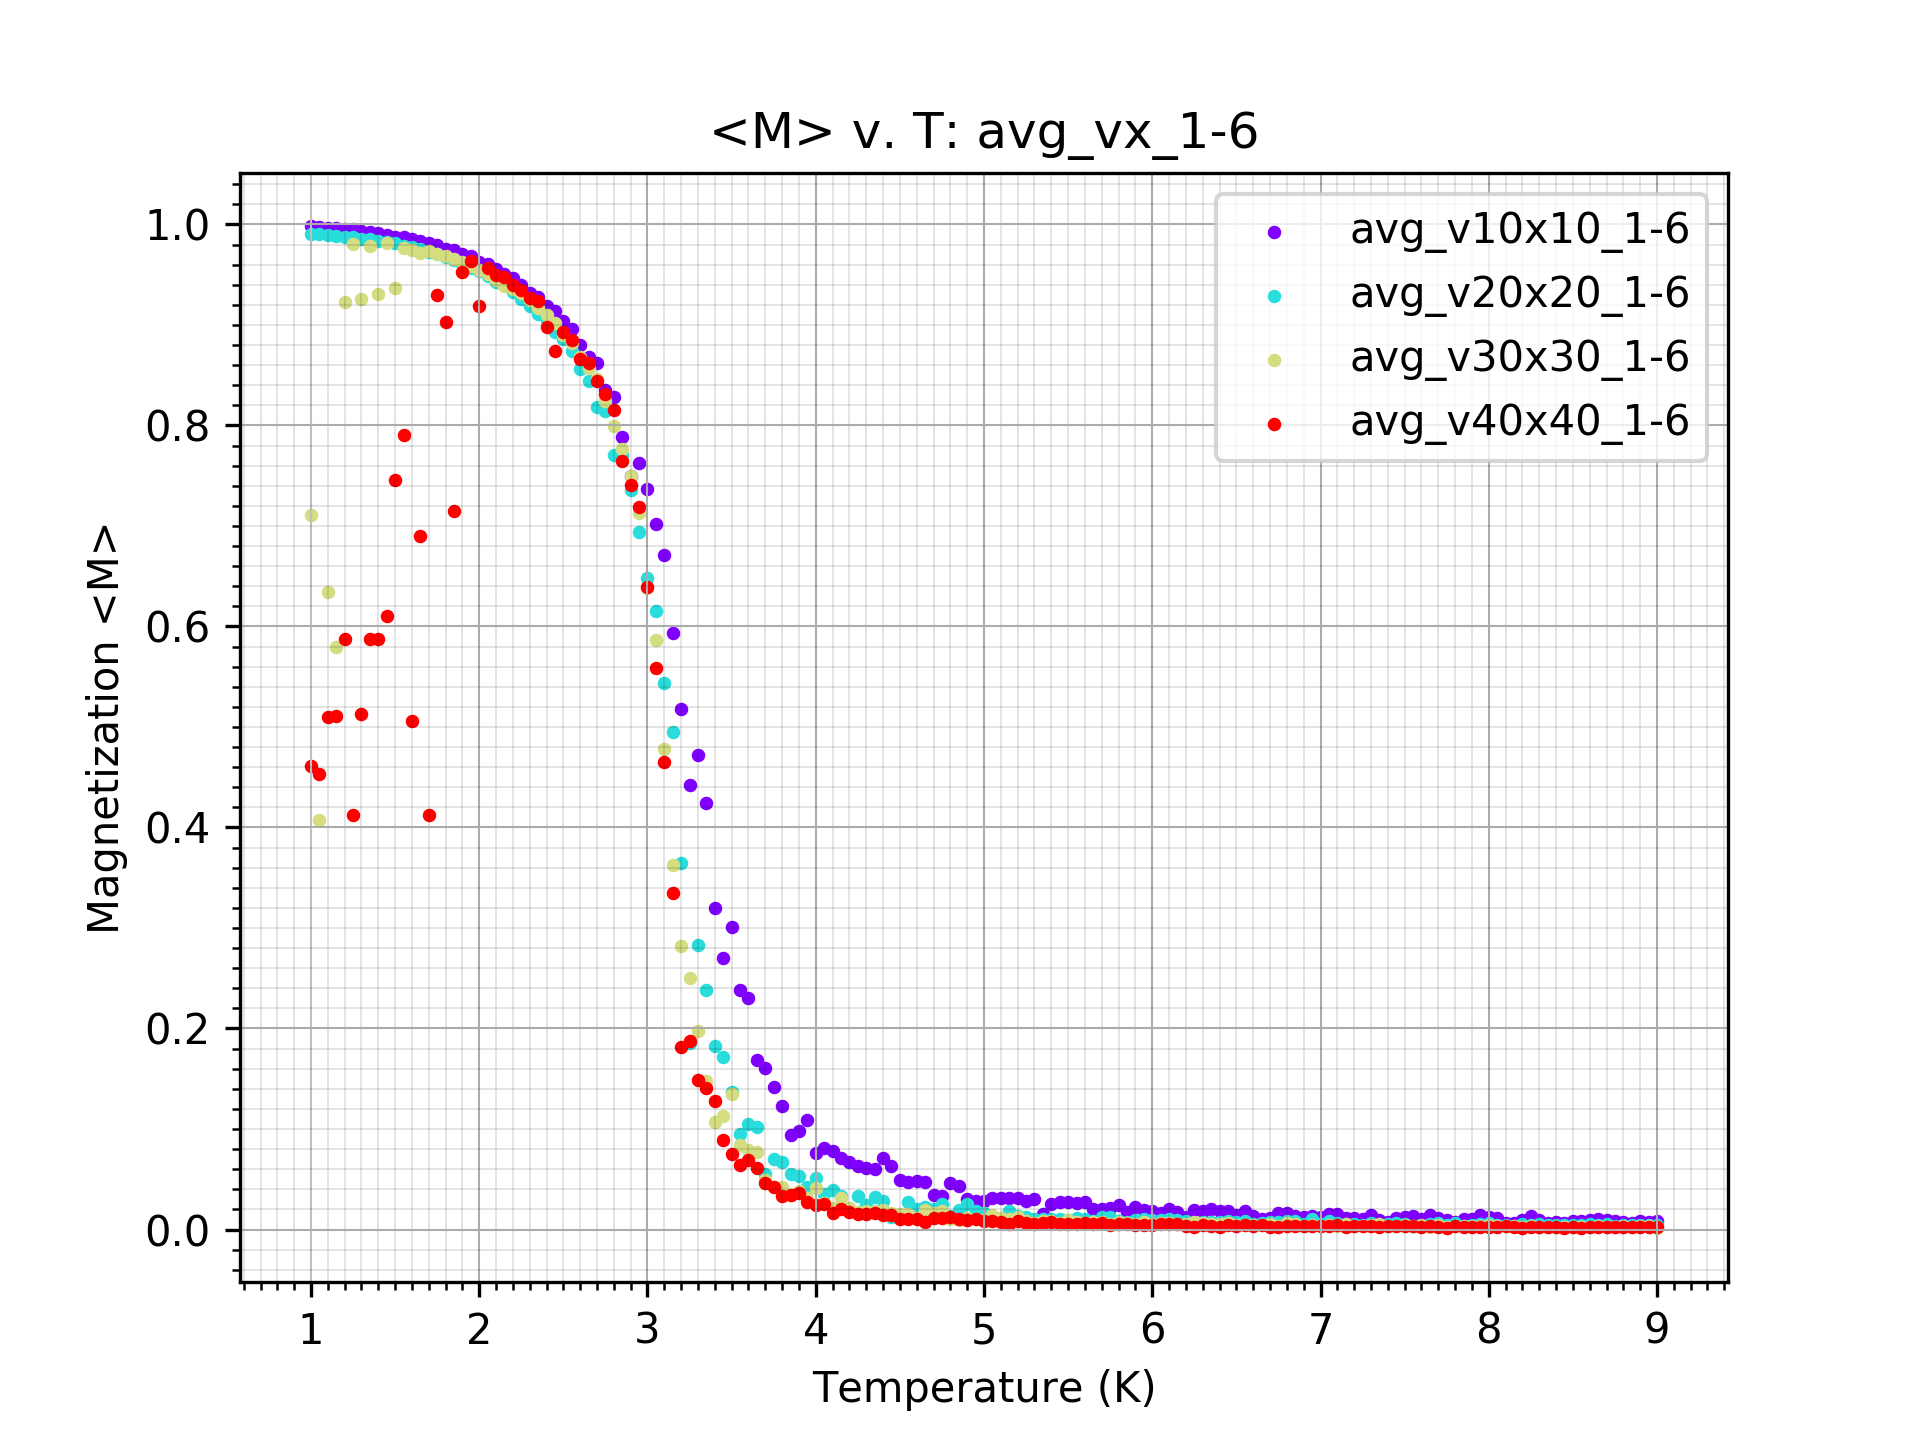 <M> v. T: avg_vx_1-6
avg_v10x10_1-6
avg_v20x20_1-6
avg_v30x30_1-6
avg_v40x40_1-6
Magnetization <M>
1.0
0.8
0.6
0.4
0.2
0.0
1 2 3 4 5 6 7 8 9
Temperature (K)